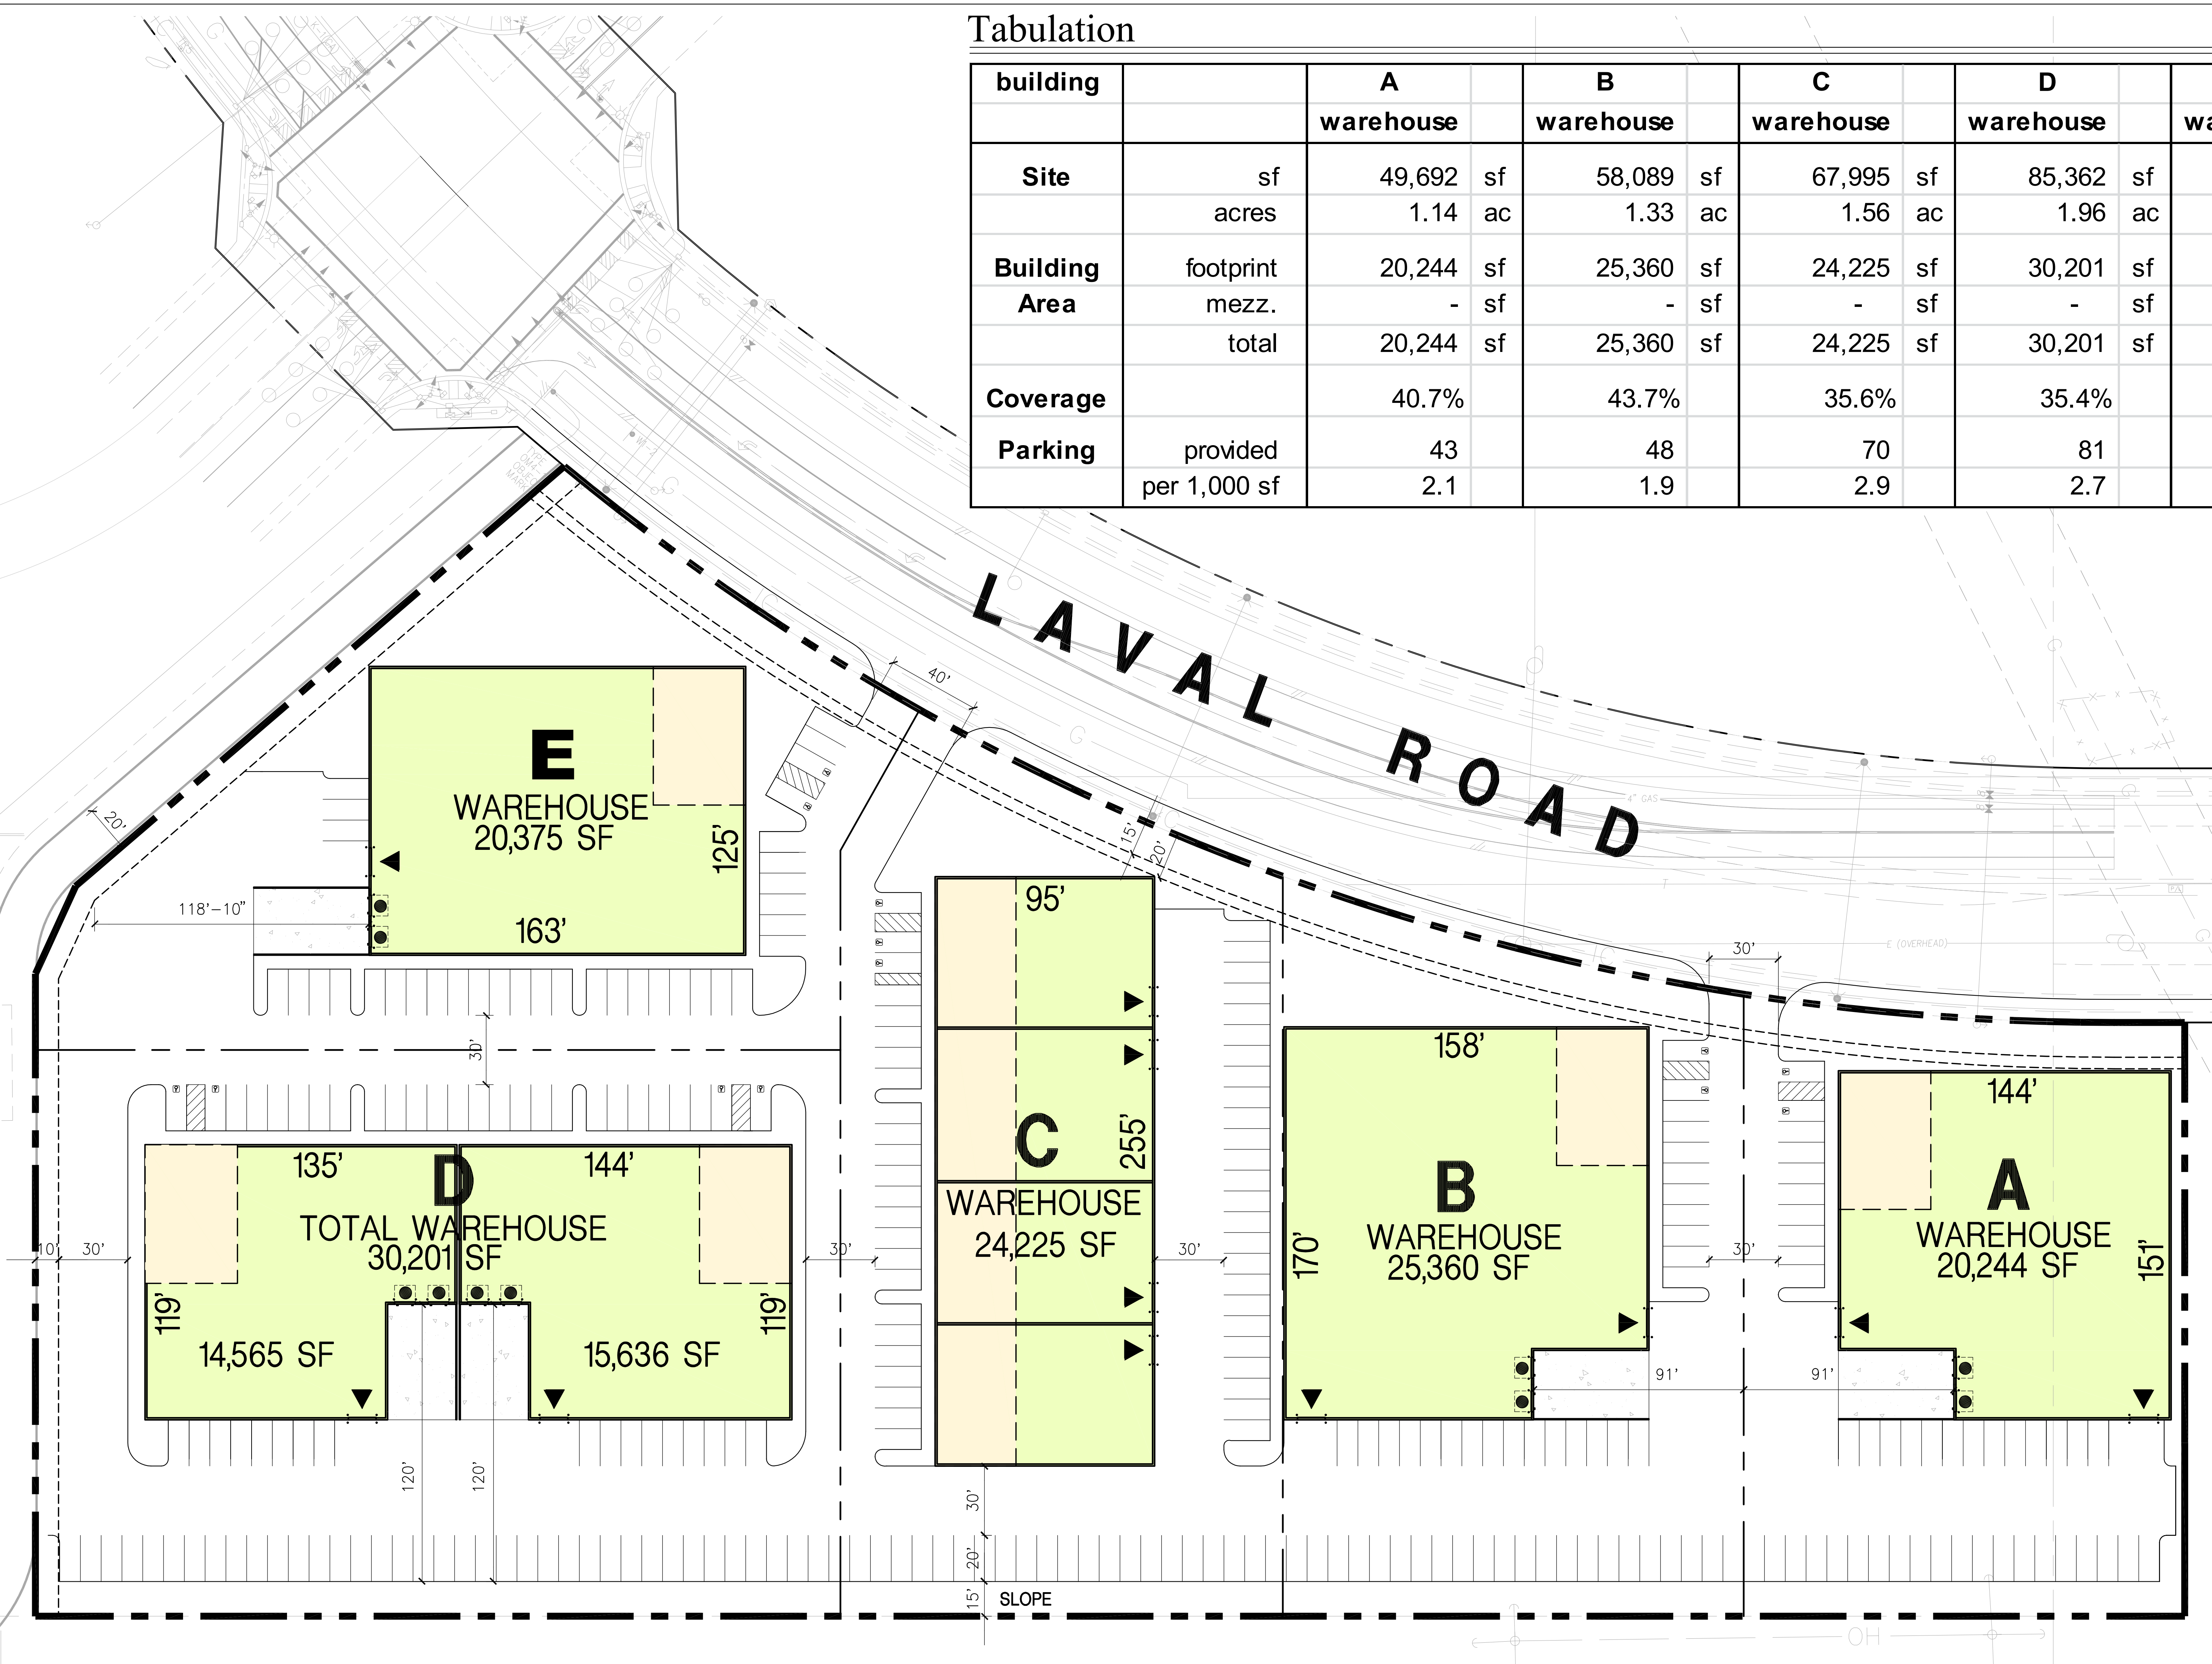 Tabulation
building A B C D
warehouse warehouse warehouse warehouse
Site sf 49,692 sf 58,089 sf 67,995 sf 85,362 sf
acres 1.14 ac 1.33 ac 1.56 ac 1.96 ac
Building footprint 20,244 sf 25,360 sf 24,225 sf 30,201 sf
Area mezz. - sf - sf - sf - sf
total 20,244 sf 25,360 sf 24,225 sf 30,201 sf
Coverage 40.7% 43.7% 35.6% 35.4%
Parking provided 43 48 70 81
per 1,000 sf 2.1 1.9 2.9 2.7
LAVAL ROAD
40'
4" GAS
15'
20'
E (OVERHEAD)
30'
E
WAREHOUSE
20,375 SF
125'
163'
20'
118'-10"
30'
D
135'
144'
TOTAL WAREHOUSE
30,201 SF
119'
119'
14,565 SF
15,636 SF
10'
30'
30'
120'
120'
95'
C
255'
WAREHOUSE
24,225 SF
30'
30'
20'
15'
SLOPE
158'
B
WAREHOUSE
25,360 SF
170'
91'
30'
91'
144'
A
WAREHOUSE
20,244 SF
151'
OH